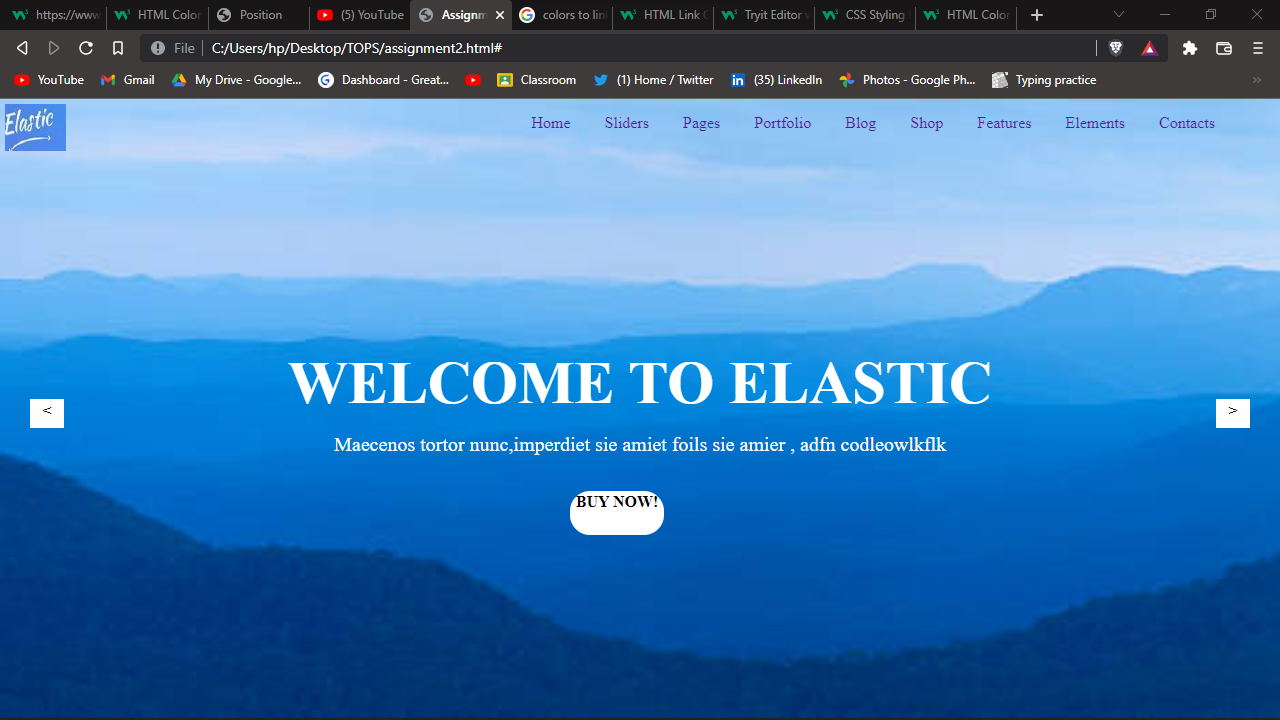 https://www
HTML Color
Position
(5) YouTube
Assignm
colors to lin
HTML Link C
Tryit Editor v
CSS Styling
HTML Color
File
C:/Users/hp/Desktop/TOPS/assignment2.html#
YouTube
Gmail
My Drive - Google...
Dashboard - Great...
Classroom
(1) Home / Twitter
(35) LinkedIn
Photos - Google Ph...
Typing practice
»
Elastic
Home Sliders Pages Portfolio Blog Shop Features Elements Contacts
WELCOME TO ELASTIC
<
>
Maecenos tortor nunc,imperdiet sie amiet foils sie amier , adfn codleowlkflk
BUY NOW!